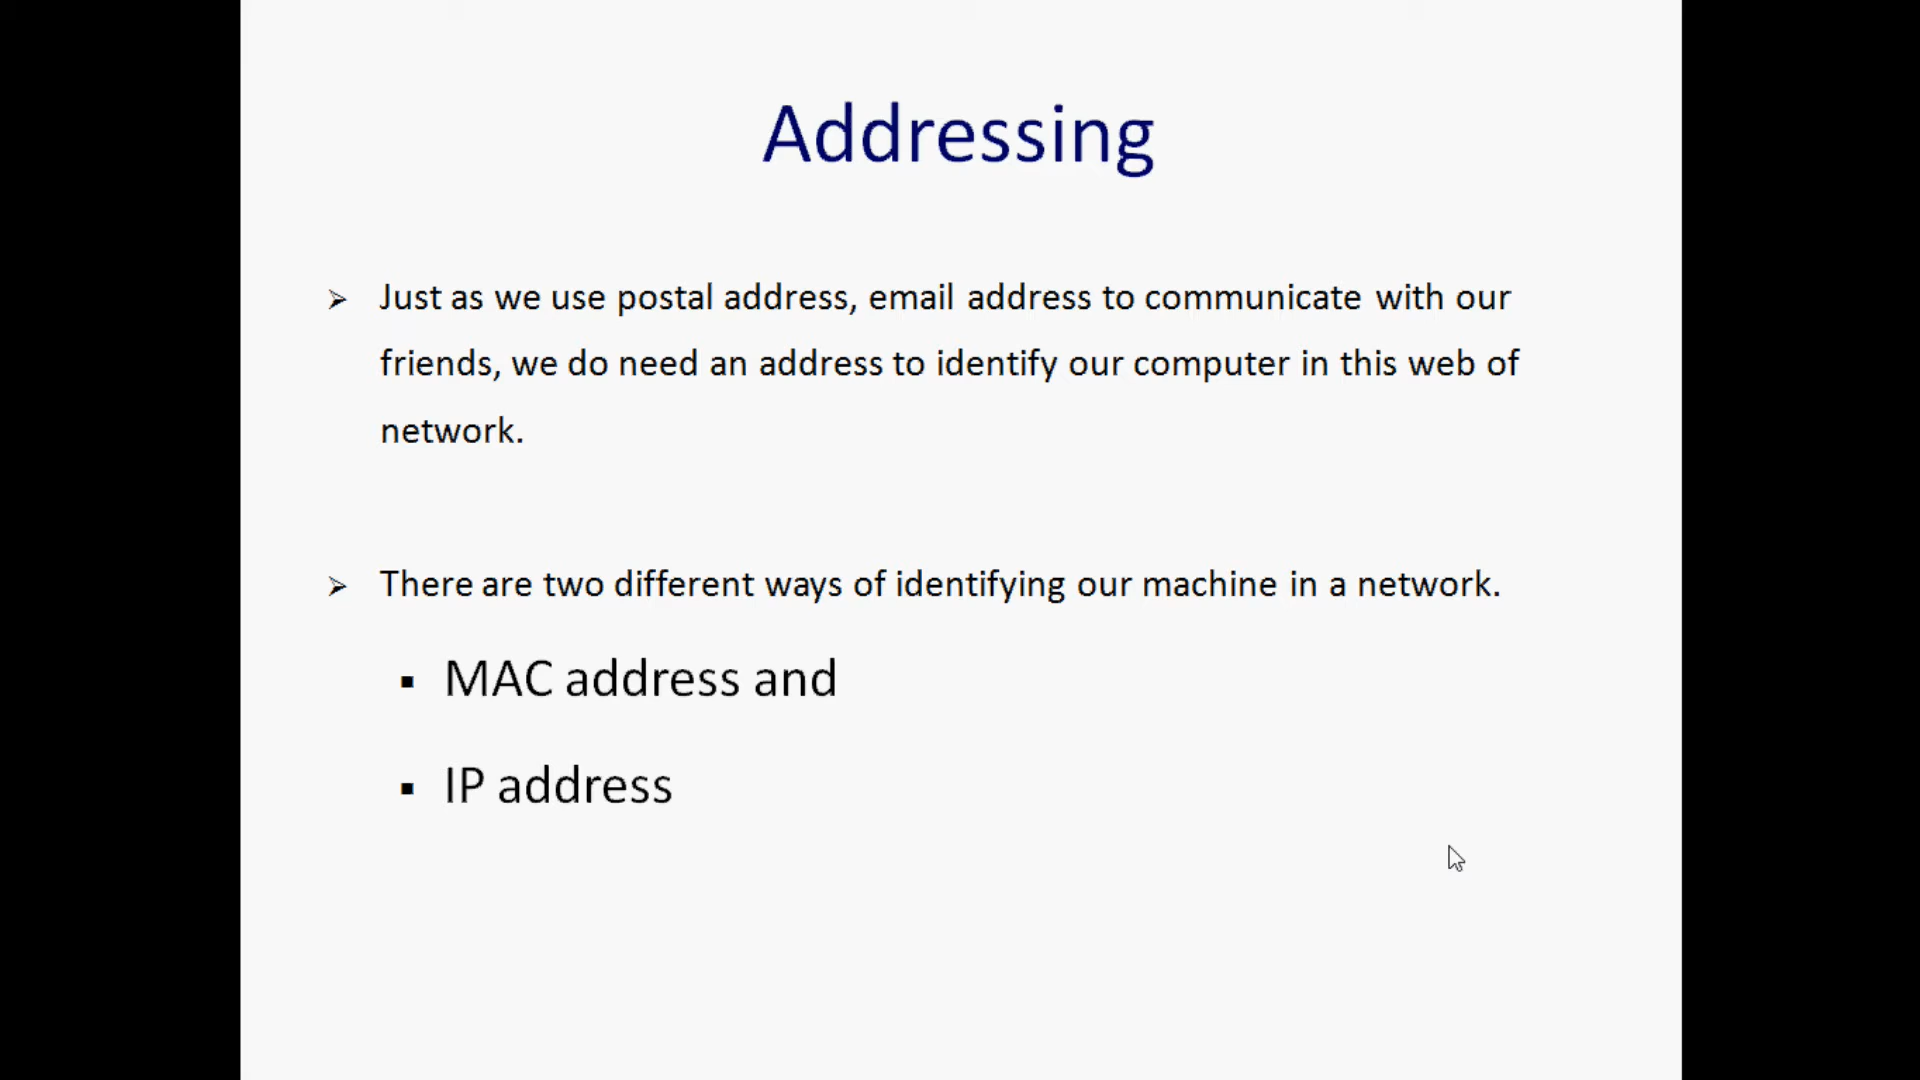 Addressing
➢ Just as we use postal address, email address to communicate with our
friends, we do need an address to identify our computer in this web of
network.
➢ There are two different ways of identifying our machine in a network.
▪ MAC address and
▪ IP address